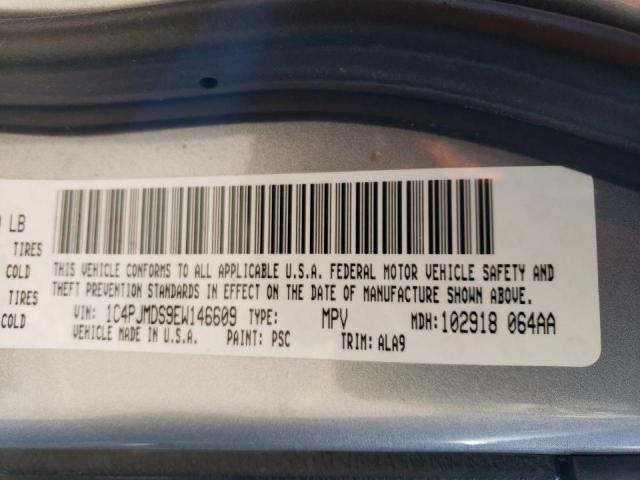 LB
TIRES
COLD
TIRES
COLD
THIS VEHICLE CONFORMS TO ALL APPLICABLE U.S.A. FEDERAL MOTOR VEHICLE SAFETY AND
THEFT PREVENTION STANDARDS IN EFFECT ON THE DATE OF MANUFACTURE SHOWN ABOVE.
VIN: 1C4PJMDS9EW146609 TYPE: MPV MDH:102918 064AA
VEHICLE MADE IN U.S.A. PAINT: PSC TRIM: ALA9